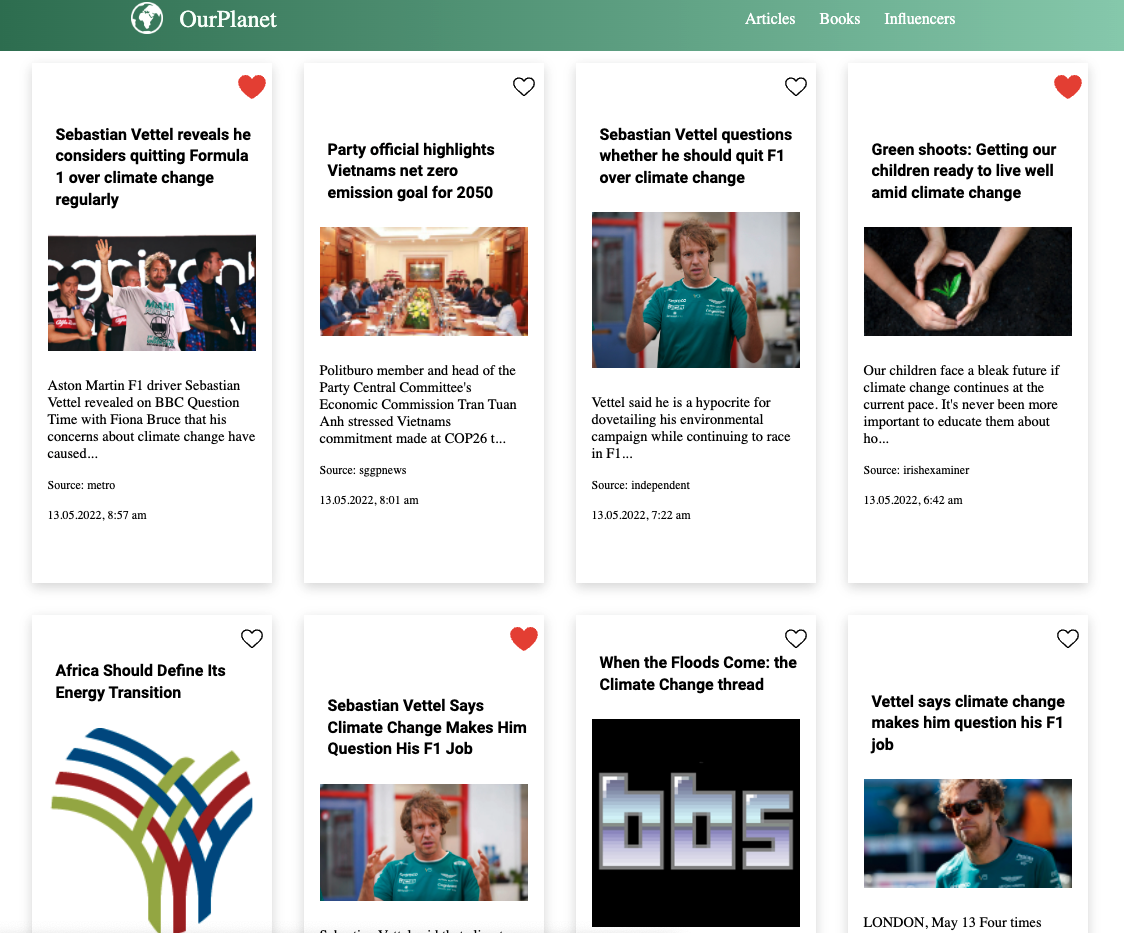 OurPlanet
Articles Books Influencers
Sebastian Vettel reveals he
considers quitting Formula
1 over climate change
regularly
Aston Martin F1 driver Sebastian
Vettel revealed on BBC Question
Time with Fiona Bruce that his
concerns about climate change have
caused...
Source: metro
13.05.2022, 8:57 am
Party official highlights
Vietnams net zero
emission goal for 2050
Politburo member and head of the
Party Central Committee's
Economic Commission Tran Tuan
Anh stressed Vietnams
commitment made at COP26 t...
Source: sggpnews
13.05.2022, 8:01 am
Sebastian Vettel questions
whether he should quit F1
over climate change
Vettel said he is a hypocrite for
dovetailing his environmental
campaign while continuing to race
in F1...
Source: independent
13.05.2022, 7:22 am
Green shoots: Getting our
children ready to live well
amid climate change
Our children face a bleak future if
climate change continues at the
current pace. It's never been more
important to educate them about
ho...
Source: irishexaminer
13.05.2022, 6:42 am
Africa Should Define Its
Energy Transition
Sebastian Vettel Says
Climate Change Makes Him
Question His F1 Job
When the Floods Come: the
Climate Change thread
bbs
Vettel says climate change
makes him question his F1
job
LONDON, May 13 Four times